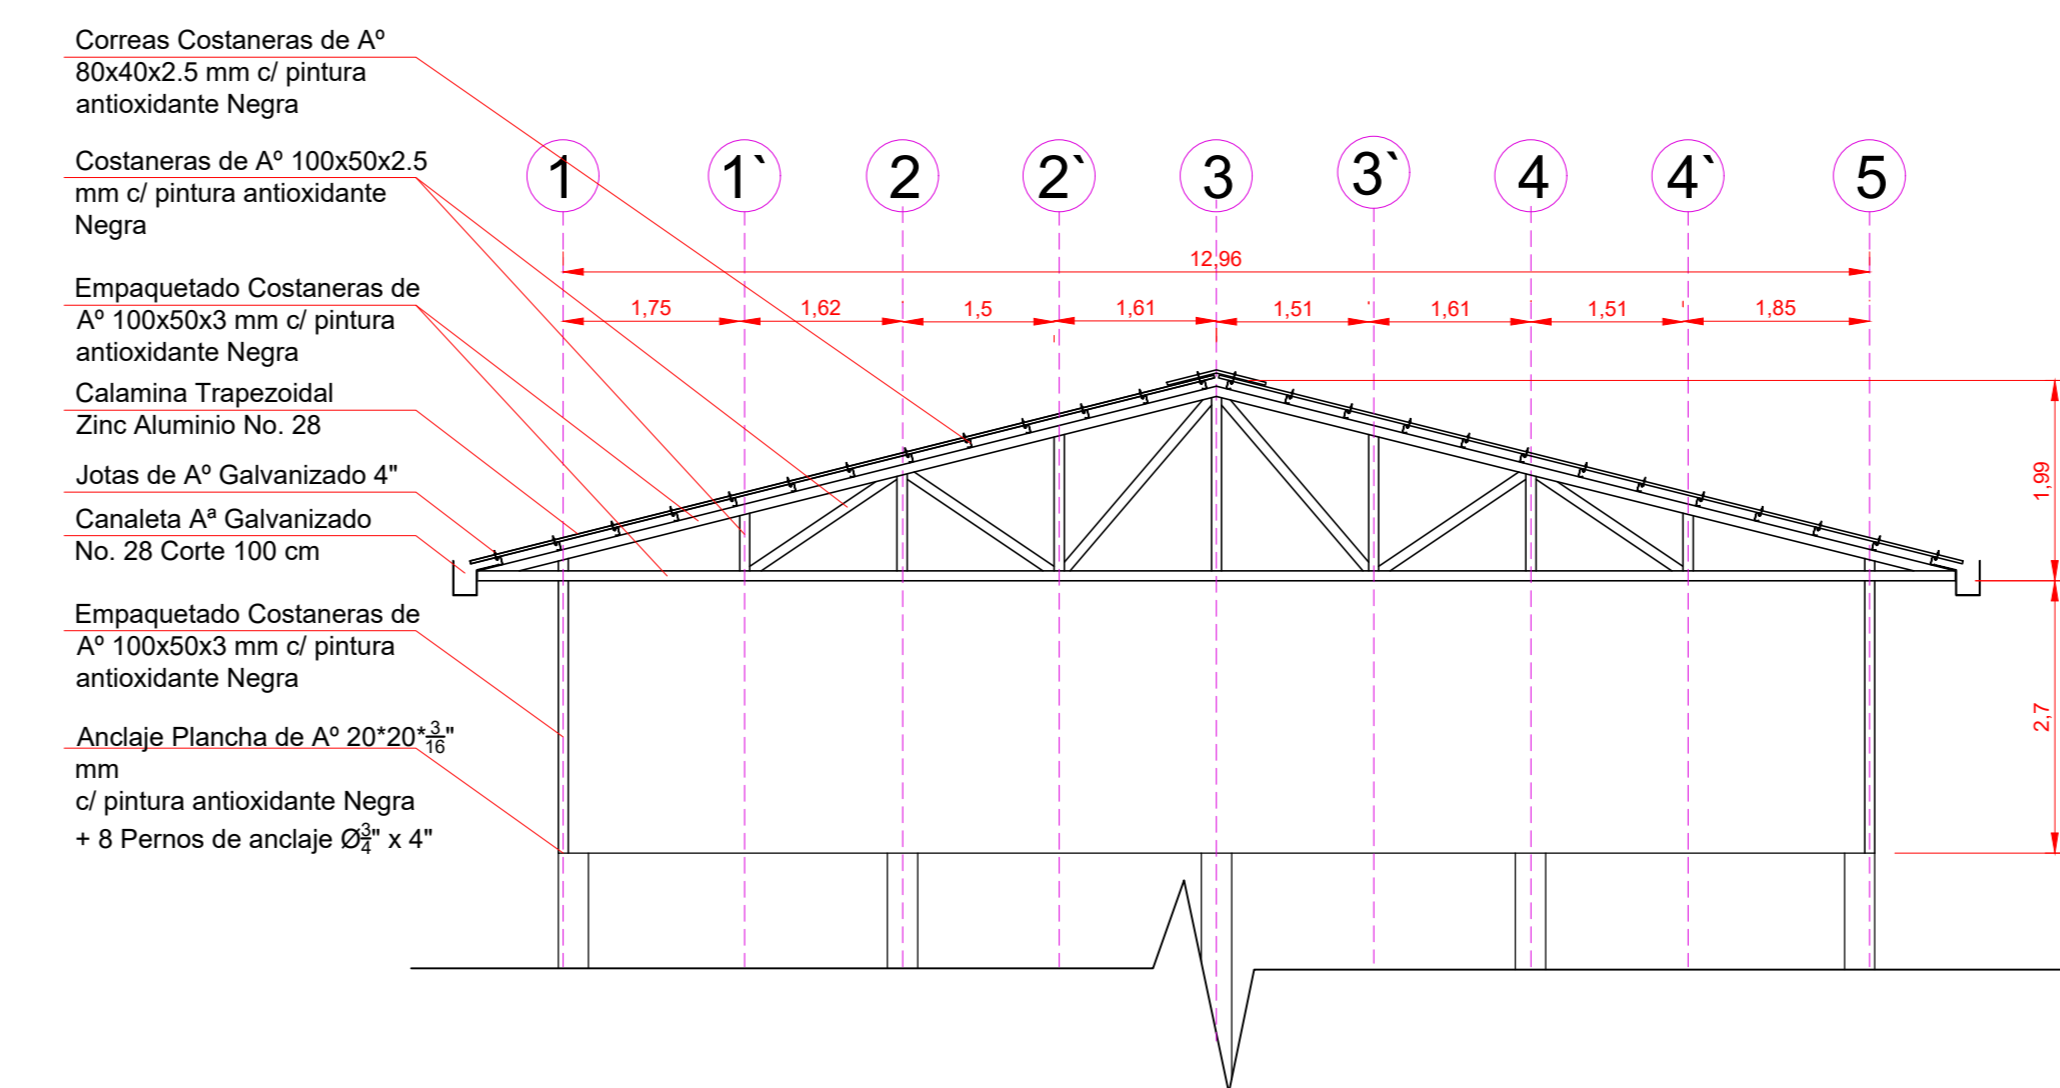 Correas Costaneras de Aº
80x40x2.5 mm c/ pintura
antioxidante Negra
Costaneras de Aº 100x50x2.5
mm c/ pintura antioxidante
Negra
Empaquetado Costaneras de
Aº 100x50x3 mm c/ pintura
antioxidante Negra
Calamina Trapezoidal
Zinc Aluminio No. 28
Jotas de Aº Galvanizado 4"
Canaleta Aª Galvanizado
No. 28 Corte 100 cm
Empaquetado Costaneras de
Aº 100x50x3 mm c/ pintura
antioxidante Negra
Anclaje Plancha de Aº 20*20*3/16"
mm
c/ pintura antioxidante Negra
+ 8 Pernos de anclaje Ø3/4" x 4"
1 1` 2 2` 3 3` 4 4` 5
12,96
1,75 1,62 1,5 1,61 1,51 1,61 1,51 1,85
1,99
2,7